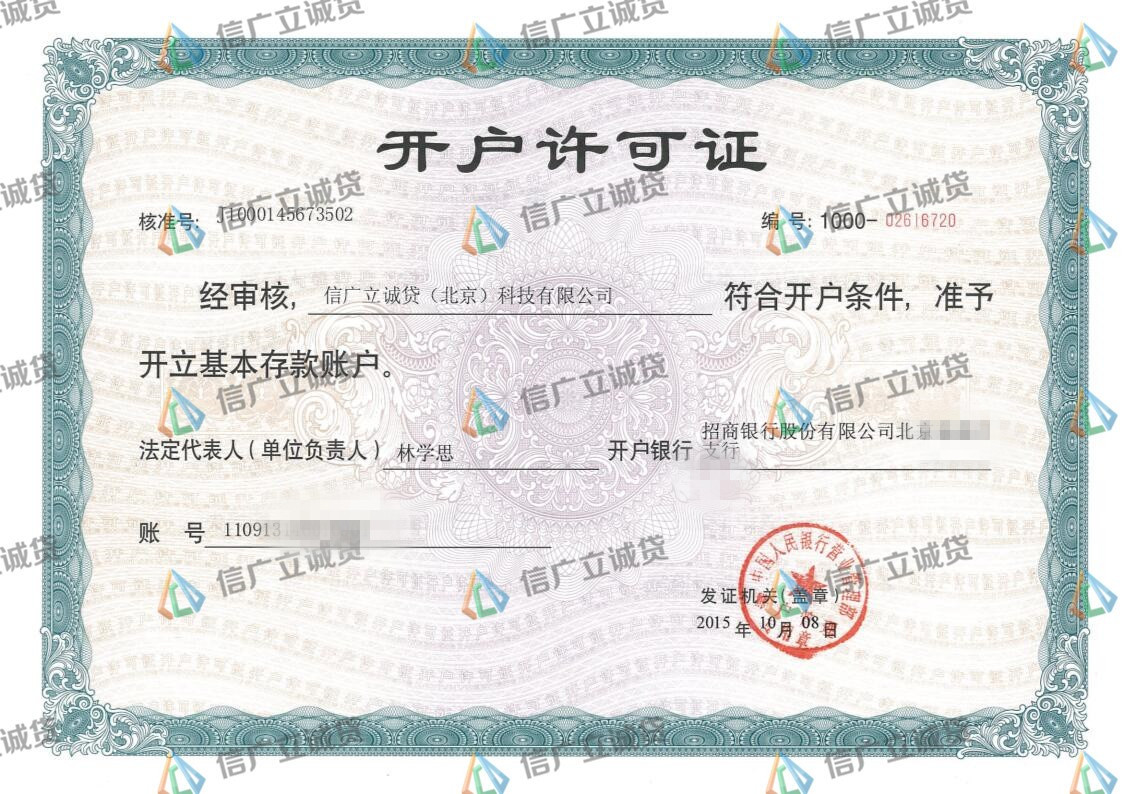 开户许可证
核准号: J1000145673502 编 号: 1000-02616720
经审核, 信广立诚贷（北京）科技有限公司 符合开户条件, 准予
开立基本存款账户。
法定代表人(单位负责人) 林学思 开户银行 招商银行股份有限公司北京
支行
账 号 110913
发证机关(盖章)
2015 年 10 月 08 日
中国人民银行营业管理部
信广立诚贷
信广立诚贷
信广立诚贷
信广立诚贷
信广立诚贷
信广立诚贷
信广立诚贷
信广立诚贷
信广立诚贷
信广立诚贷
信广立诚贷
信广立诚贷